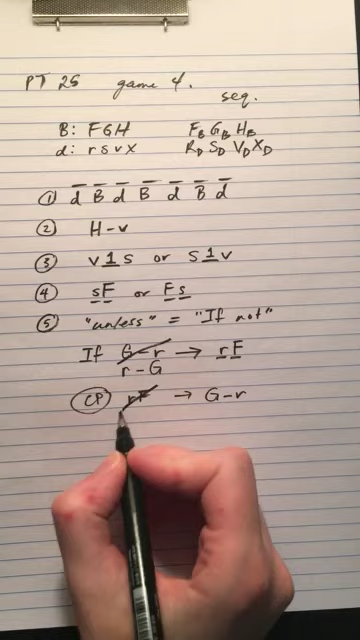 PT 25 game 4.
seq.
B: FGH F_B G_B H_B
d: r s v x R_D S_D V_D X_D
① d B d B d B d
② H - v
③ v 1 s or s 1 v
④ sF or Fs
⑤ "unless" = "If not"
If G - r → rF
r - G
CP rF → G - r